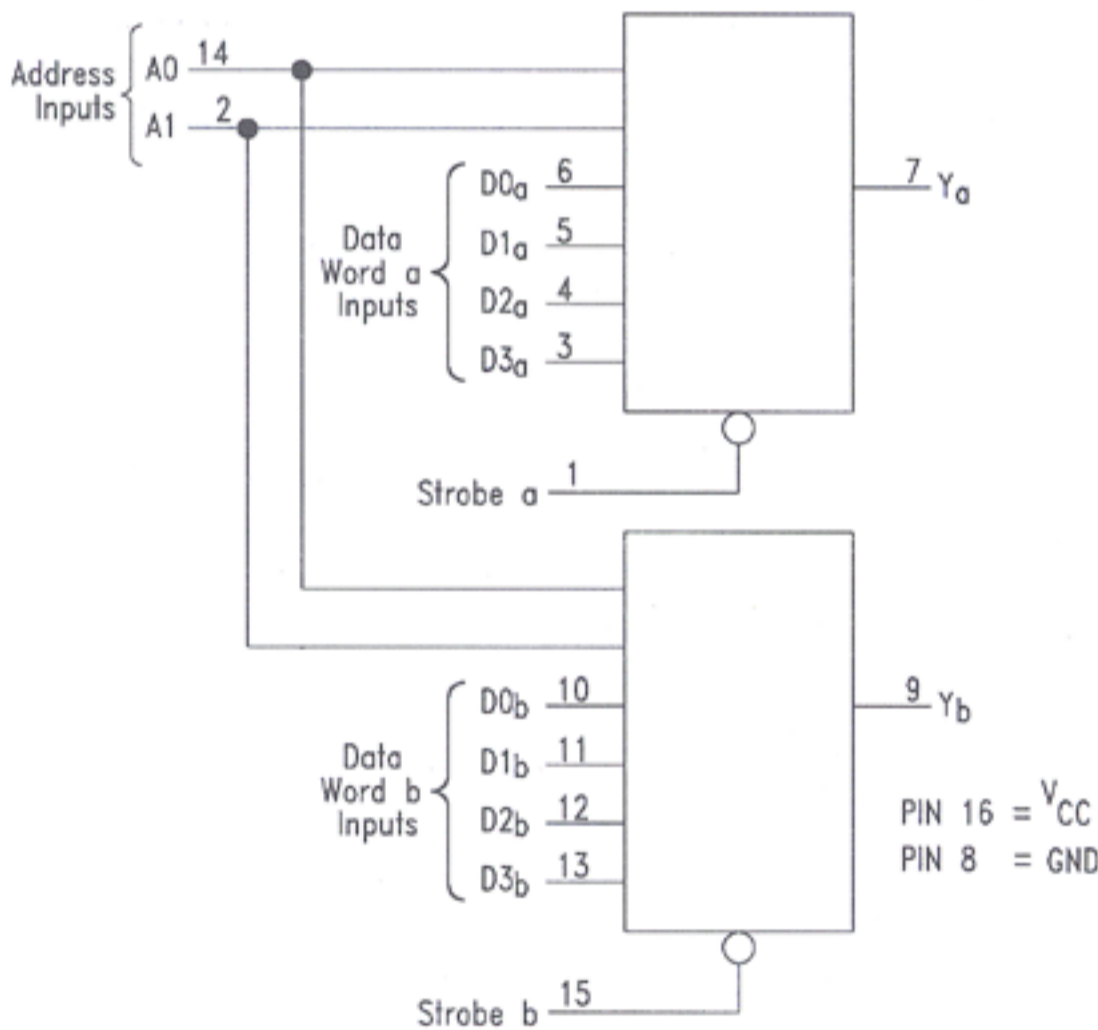 Address
Inputs
A0 14
A1 2
Data
Word a
Inputs
D0a 6
D1a 5
D2a 4
D3a 3
7 Ya
Strobe a 1
Data
Word b
Inputs
D0b 10
D1b 11
D2b 12
D3b 13
9 Yb
PIN 16 = VCC
PIN 8 = GND
Strobe b 15